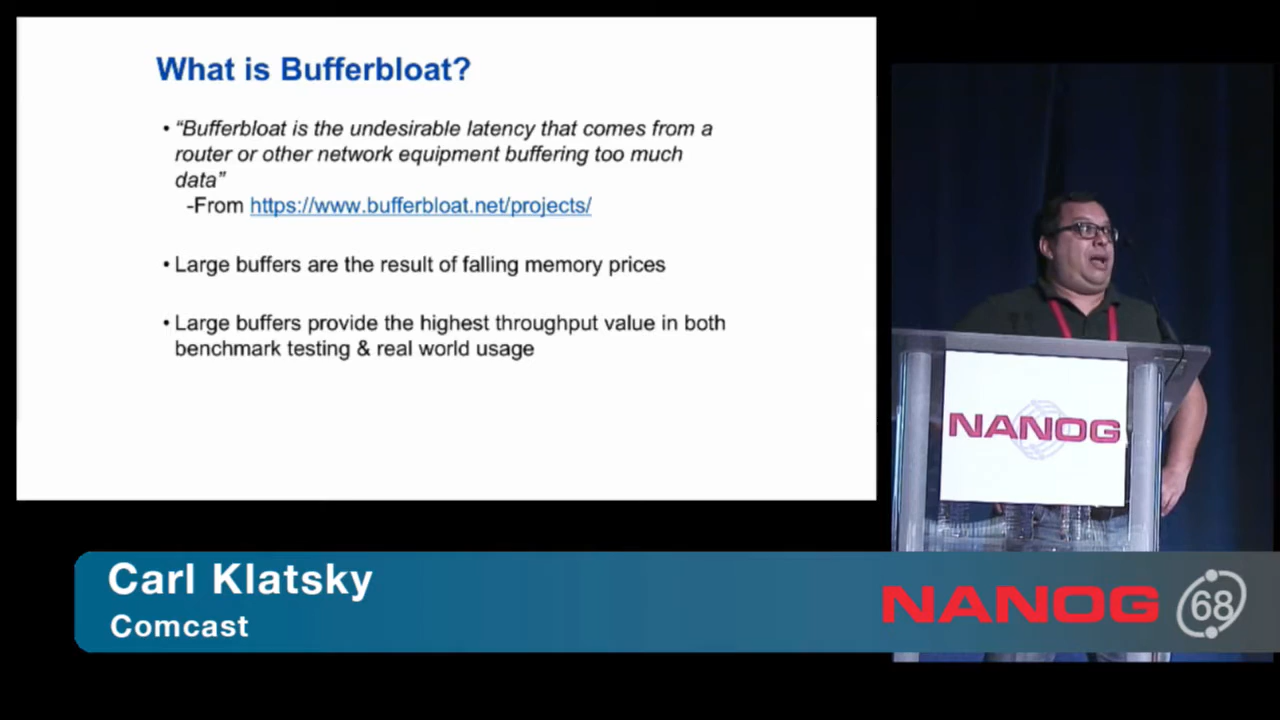 What is Bufferbloat?
• “Bufferbloat is the undesirable latency that comes from a
router or other network equipment buffering too much
data”
-From https://www.bufferbloat.net/projects/
• Large buffers are the result of falling memory prices
• Large buffers provide the highest throughput value in both
benchmark testing & real world usage
NANOG
Carl Klatsky
Comcast
NANOG 68